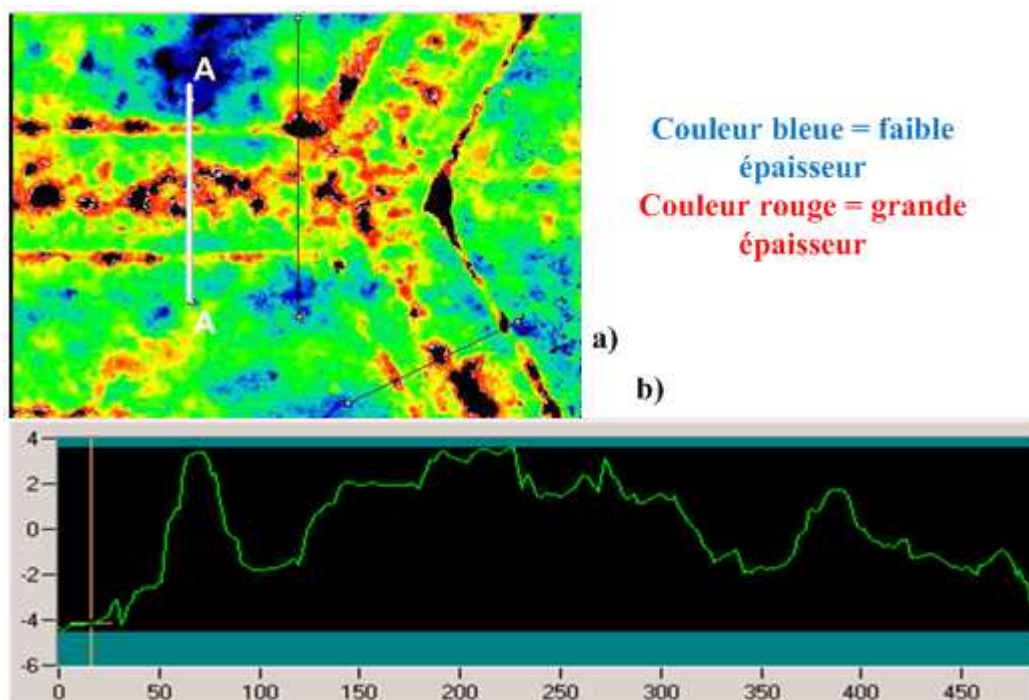 A
A
Couleur bleue = faible
épaisseur
Couleur rouge = grande
épaisseur
a)
b)
4
2
0
-2
-4
-6
0 50 100 150 200 250 300 350 400 450